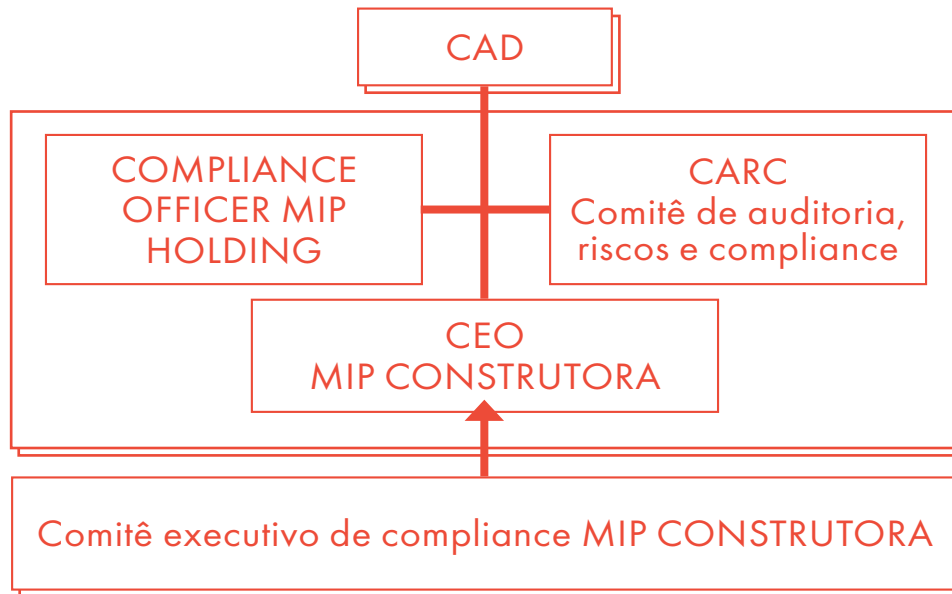 CAD
COMPLIANCE
OFFICER MIP
HOLDING
CARC
Comitê de auditoria,
riscos e compliance
CEO
MIP CONSTRUTORA
Comitê executivo de compliance MIP CONSTRUTORA